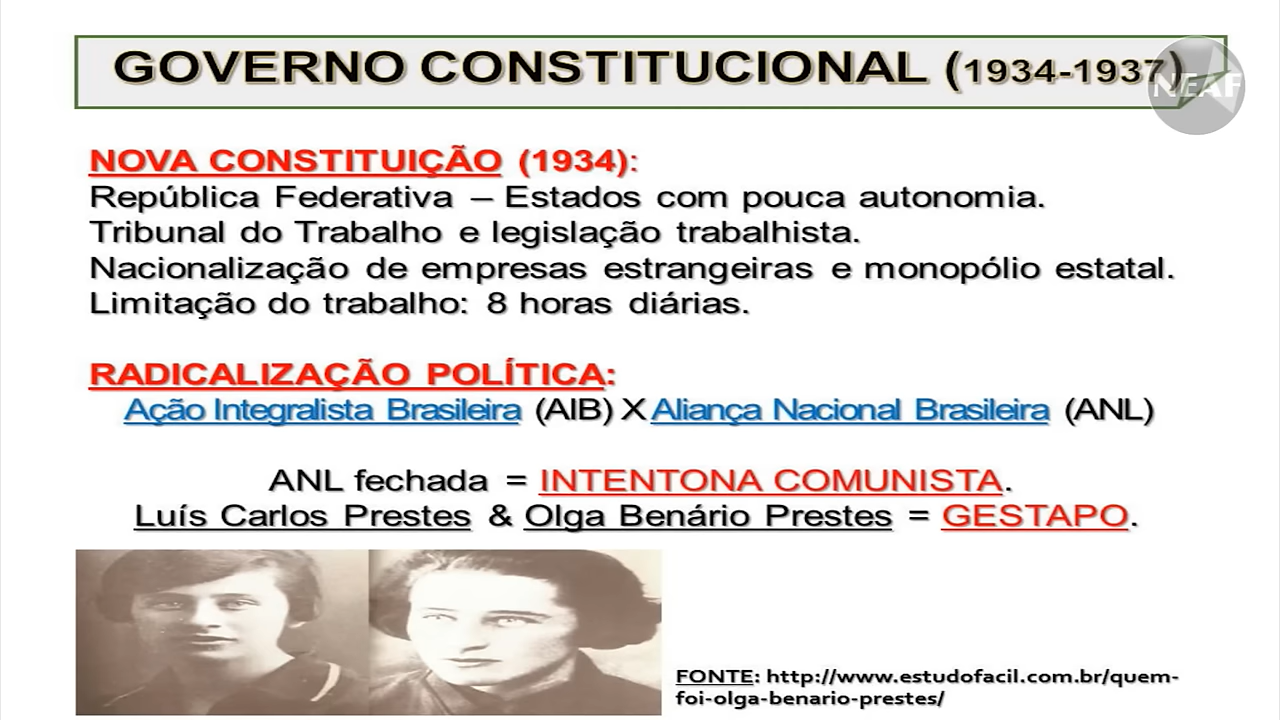 GOVERNO CONSTITUCIONAL (1934-1937)
NEAF
NOVA CONSTITUIÇÃO (1934):
República Federativa – Estados com pouca autonomia.
Tribunal do Trabalho e legislação trabalhista.
Nacionalização de empresas estrangeiras e monopólio estatal.
Limitação do trabalho: 8 horas diárias.
RADICALIZAÇÃO POLÍTICA:
Ação Integralista Brasileira (AIB) X Aliança Nacional Brasileira (ANL)
ANL fechada = INTENTONA COMUNISTA.
Luís Carlos Prestes & Olga Benário Prestes = GESTAPO.
FONTE: http://www.estudofacil.com.br/quem-
foi-olga-benario-prestes/